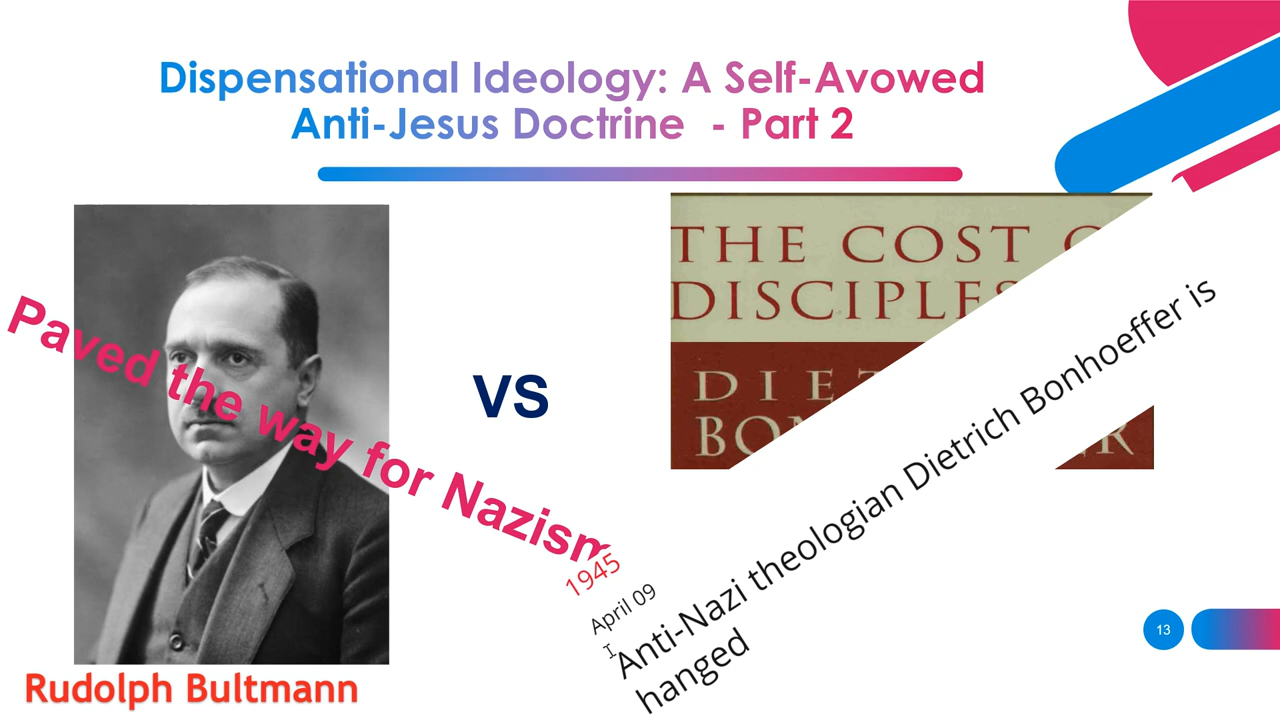 Dispensational Ideology: A Self-Avowed
Anti-Jesus Doctrine - Part 2
Paved the way for Nazism
VS
THE COST
DISCIPLES
DIET
BO
R
1945
April 09
Anti-Nazi theologian Dietrich Bonhoeffer is
hanged
Rudolph Bultmann
13